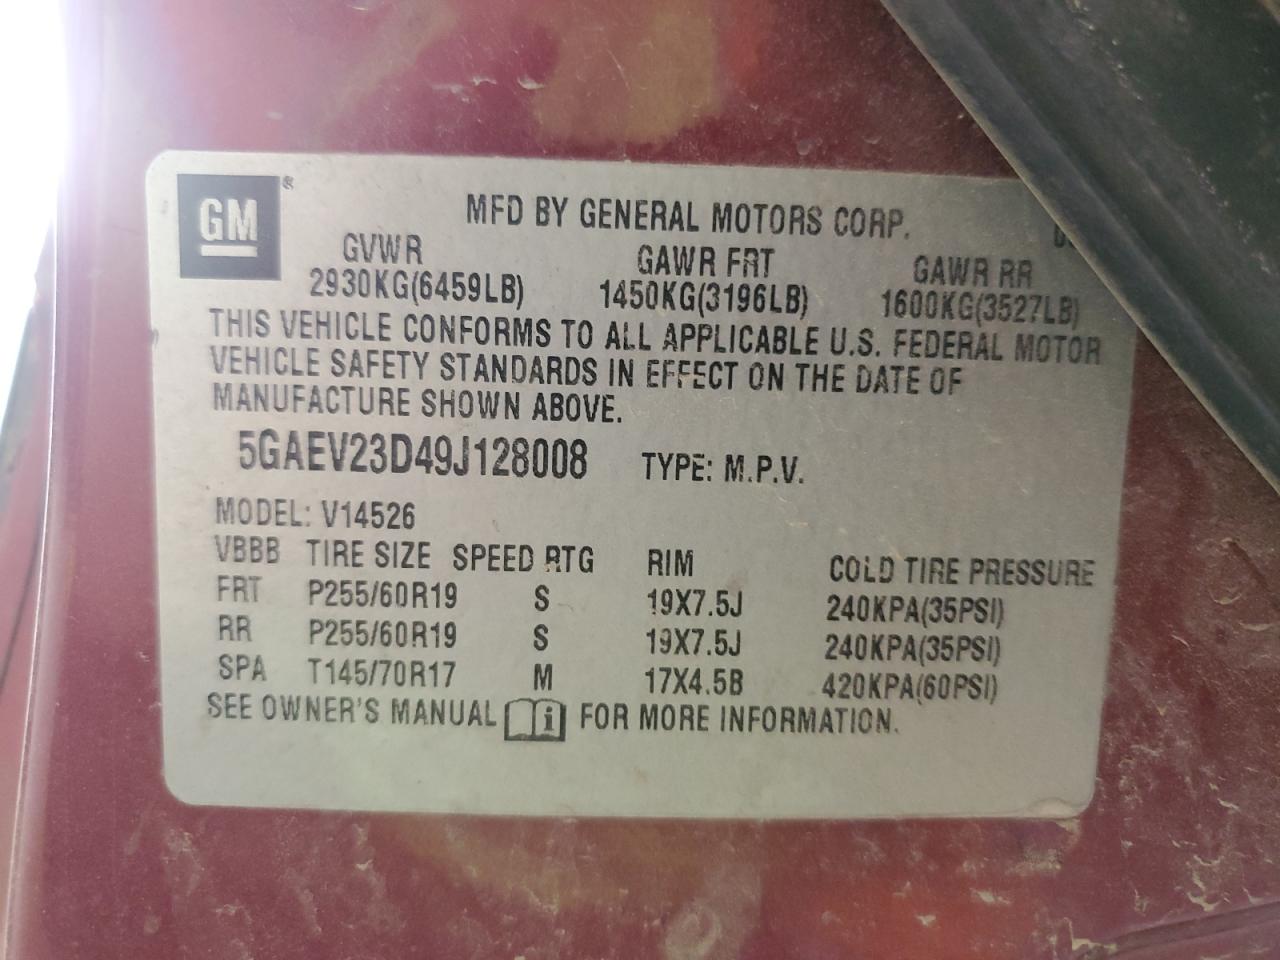 GM ®
MFD BY GENERAL MOTORS CORP.
GVWR GAWR FRT GAWR RR
2930KG(6459LB) 1450KG(3196LB) 1600KG(3527LB)
THIS VEHICLE CONFORMS TO ALL APPLICABLE U.S. FEDERAL MOTOR
VEHICLE SAFETY STANDARDS IN EFFECT ON THE DATE OF
MANUFACTURE SHOWN ABOVE.
5GAEV23D49J128008 TYPE: M.P.V.
MODEL: V14526
VBBB TIRE SIZE SPEED RTG RIM COLD TIRE PRESSURE
FRT P255/60R19 S 19X7.5J 240KPA(35PSI)
RR P255/60R19 S 19X7.5J 240KPA(35PSI)
SPA T145/70R17 M 17X4.5B 420KPA(60PSI)
SEE OWNER'S MANUAL i FOR MORE INFORMATION.